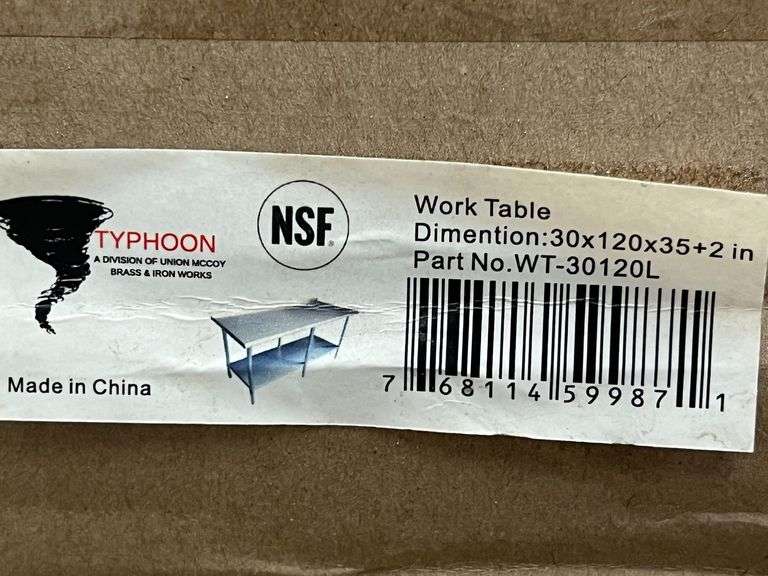 TYPHOON
A DIVISION OF UNION MCCOY
BRASS & IRON WORKS
Made in China
NSF
Work Table
Dimention:30x120x35+2 in
Part No.WT-30120L
7 68114 59987 1